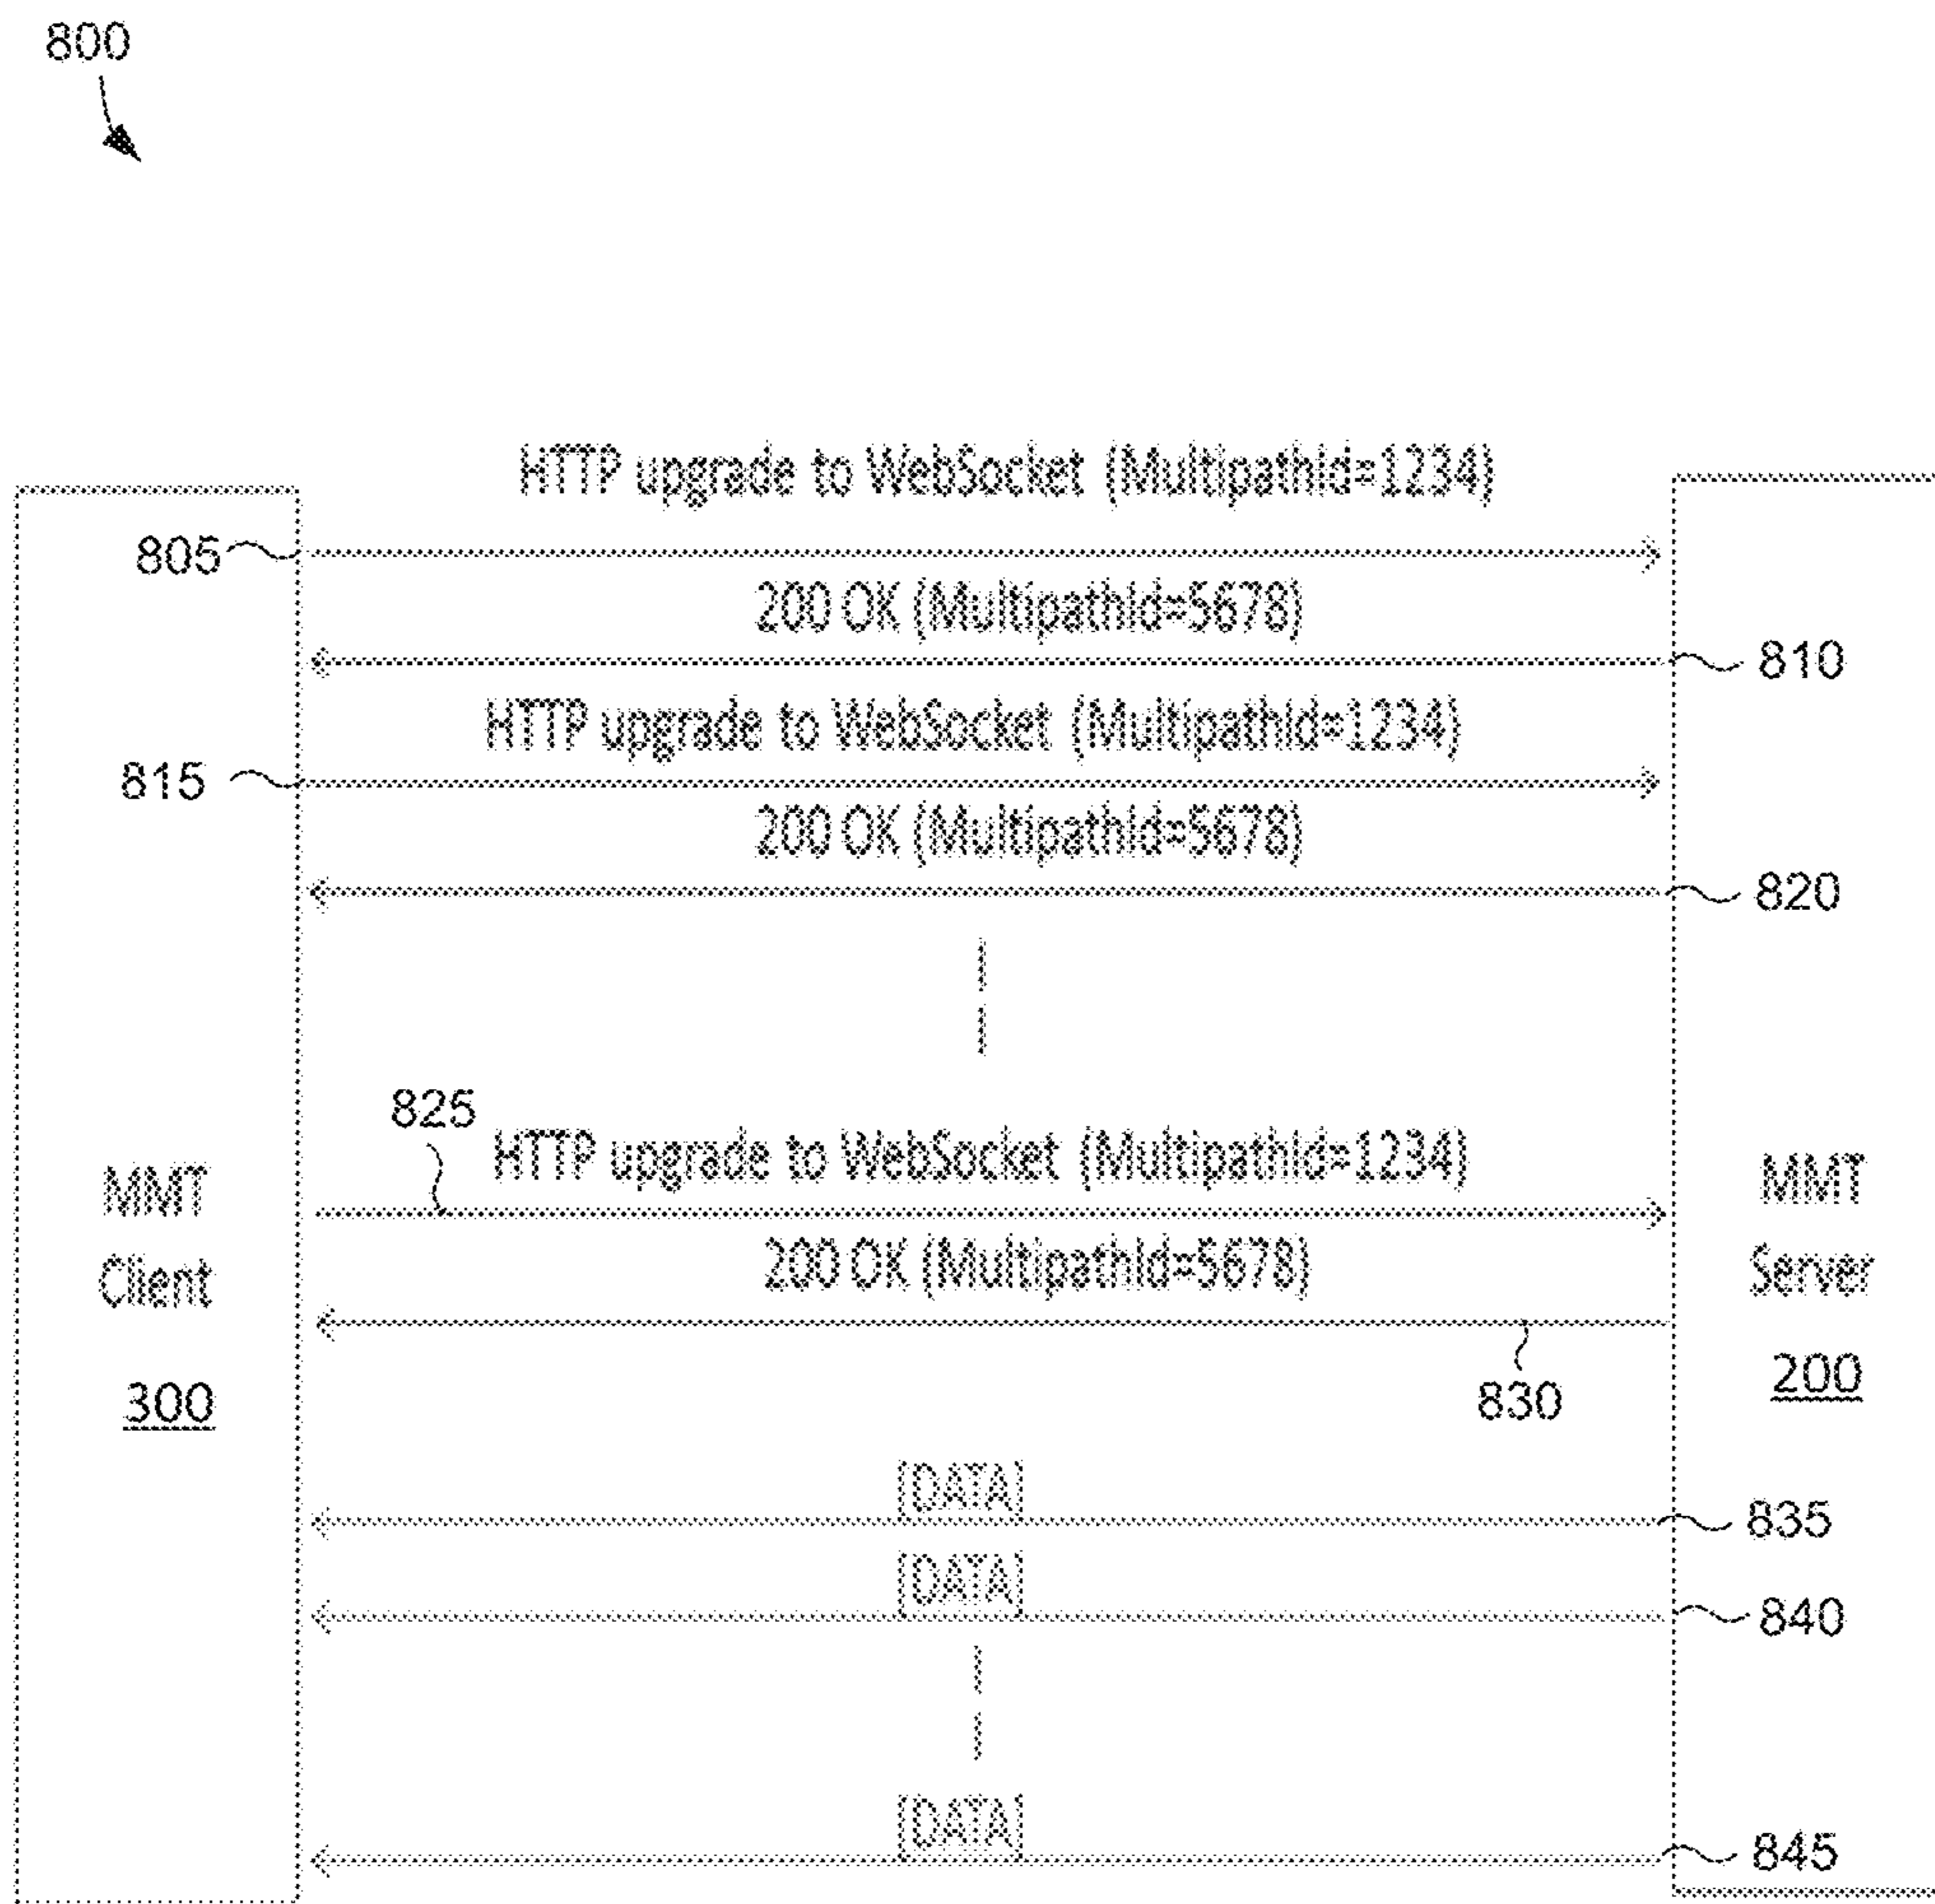 800
HTTP upgrade to WebSocket (MultipathId=1234)
805
200 OK (MultipathId=5678)
810
HTTP upgrade to WebSocket (MultipathId=1234)
815
200 OK (MultipathId=5678)
820
825
HTTP upgrade to WebSocket (MultipathId=1234)
200 OK (MultipathId=5678)
830
MMT
Client
300
MMT
Server
200
[DATA]
835
[DATA]
840
[DATA]
845